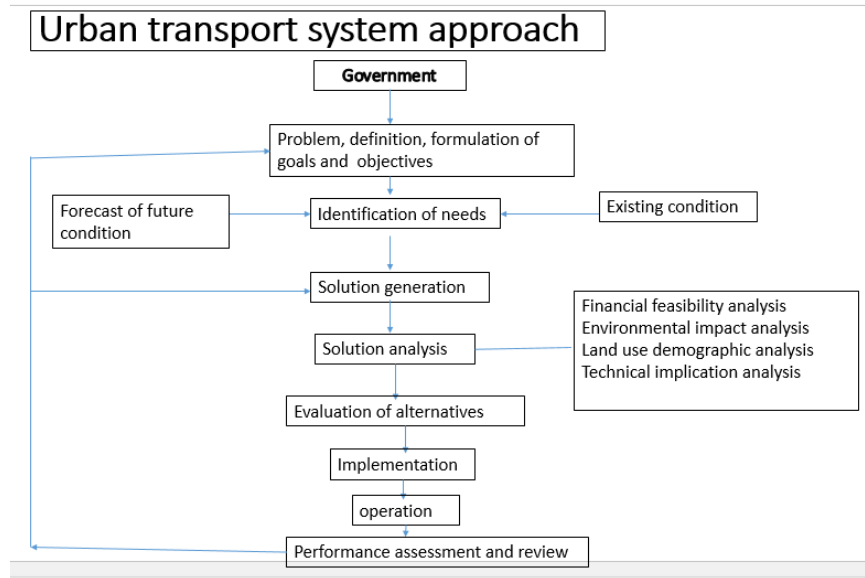 Urban transport system approach
Government
Problem, definition, formulation of
goals and objectives
Forecast of future
condition
Identification of needs
Existing condition
Solution generation
Financial feasibility analysis
Environmental impact analysis
Land use demographic analysis
Technical implication analysis
Solution analysis
Evaluation of alternatives
Implementation
operation
Performance assessment and review